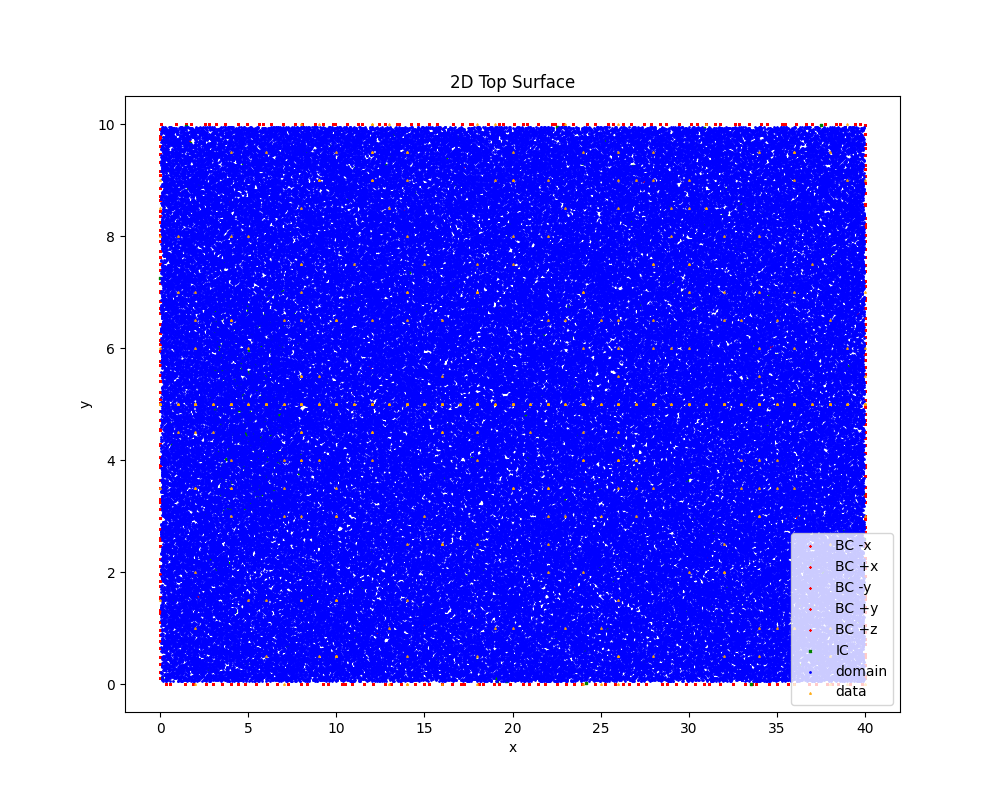 2D Top Surface
10
8
6
4
2
0
y
0 5 10 15 20 25 30 35 40
x
BC -x
BC +x
BC -y
BC +y
BC +z
IC
domain
data